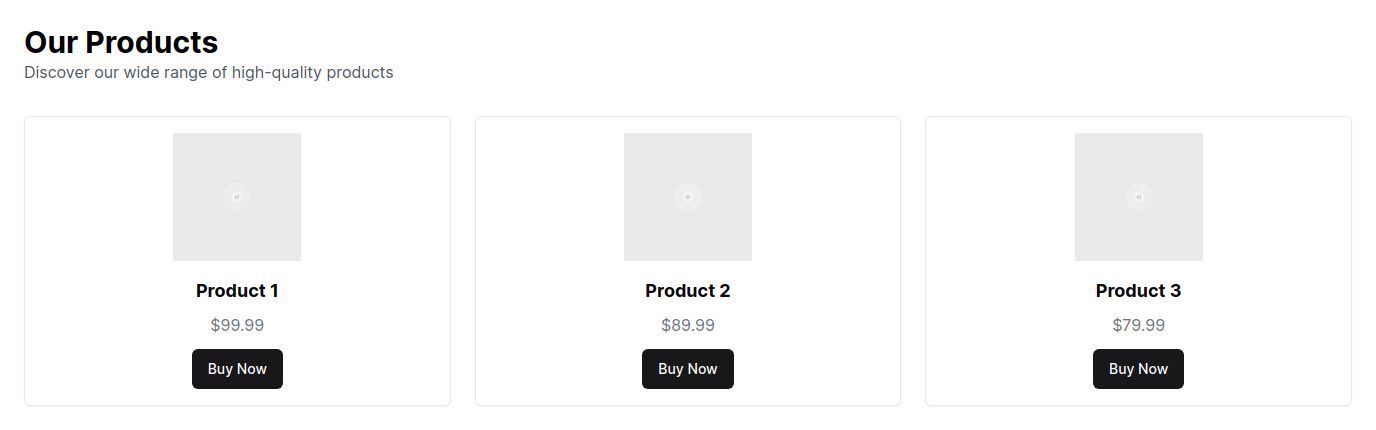 Our Products
Discover our wide range of high-quality products
Product 1
$99.99
Buy Now
Product 2
$89.99
Buy Now
Product 3
$79.99
Buy Now